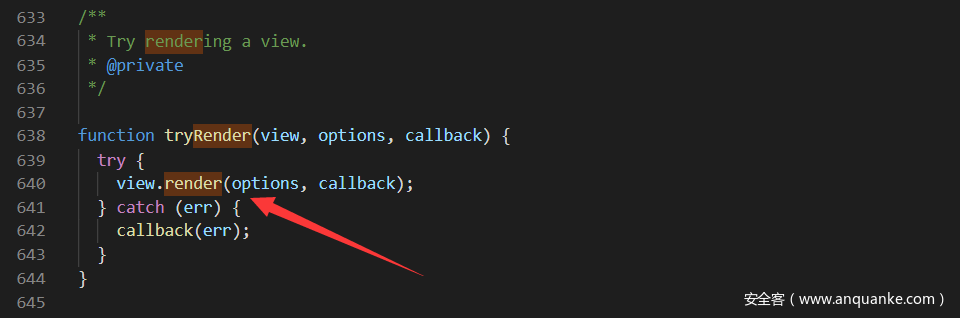 633 /**
634  * Try rendering a view.
635  * @private
636  */
637
638 function tryRender(view, options, callback) {
639   try {
640     view.render(options, callback);
641   } catch (err) {
642     callback(err);
643   }
644 }
645
安全客（www.anquanke.com）